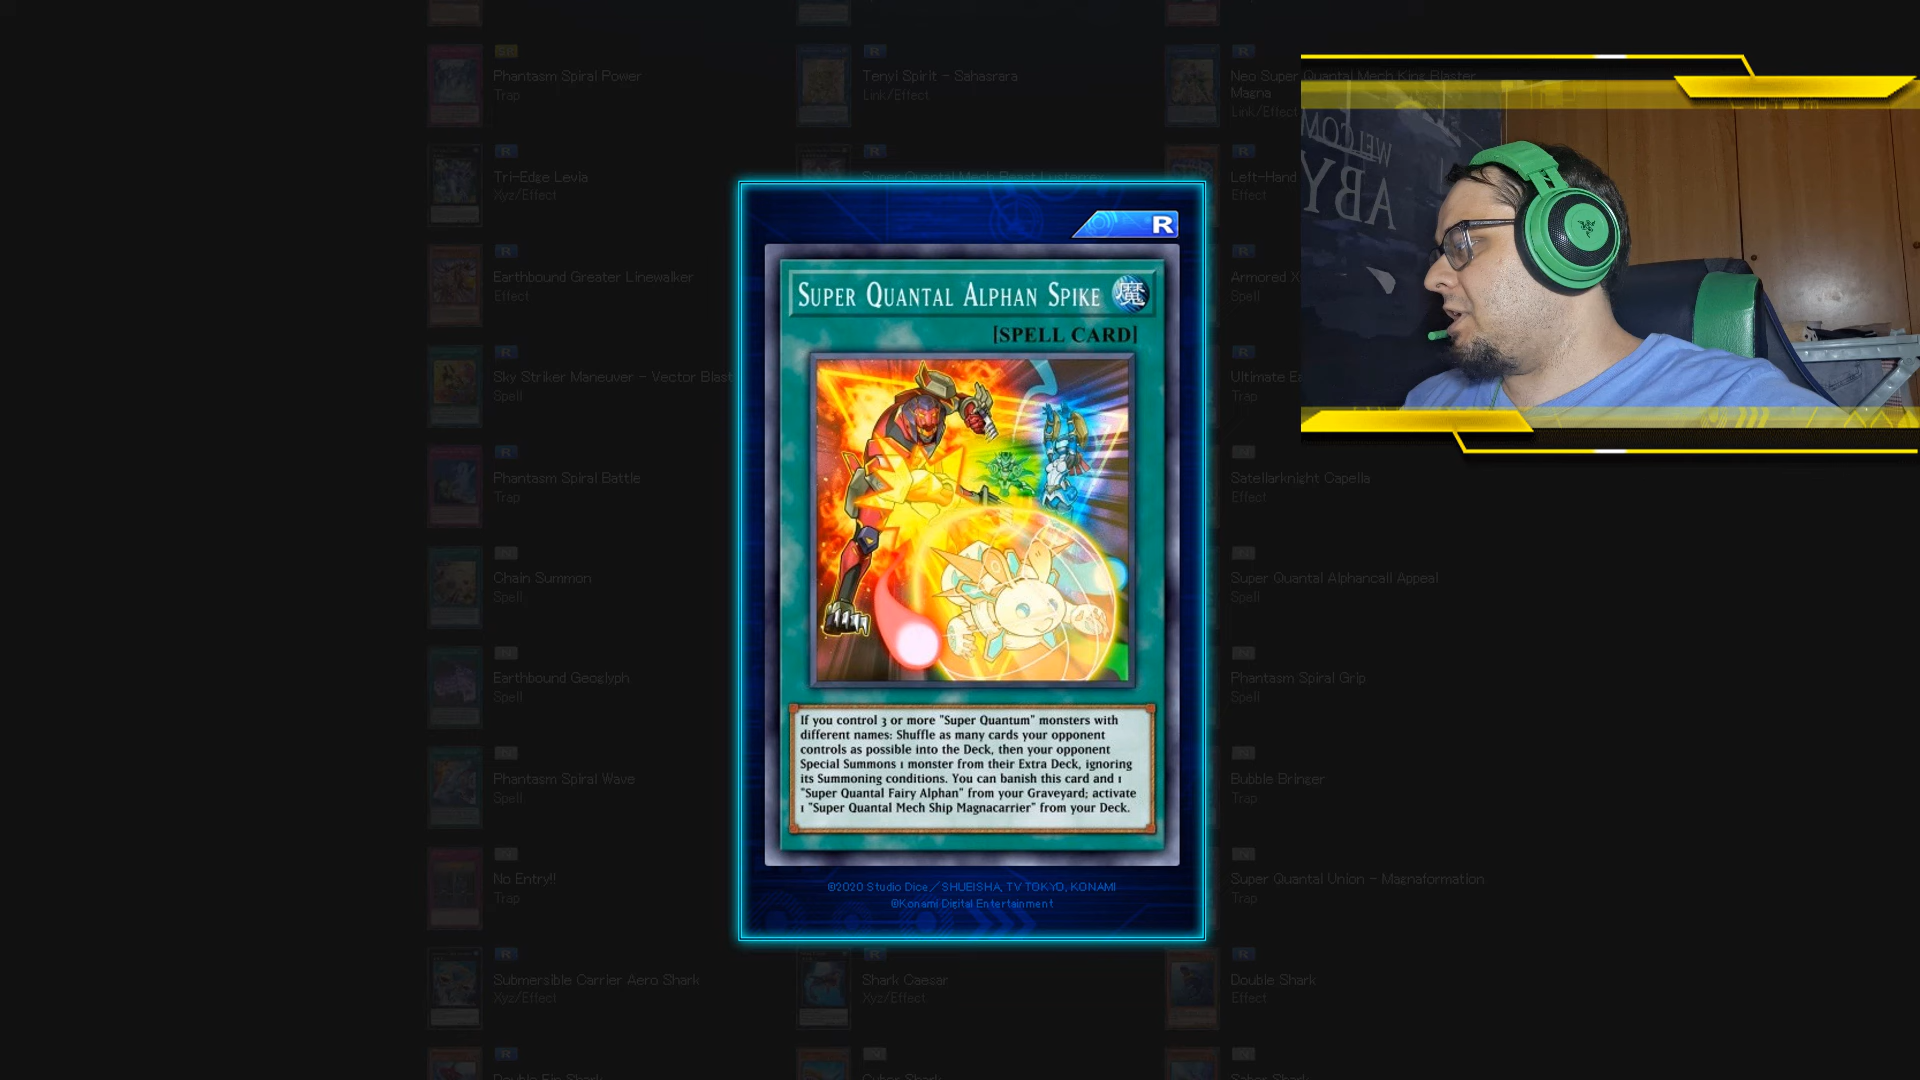 Phantasm Spiral Power
Trap
R
Tenyi Spirit - Sahasrara
Link/Effect
R
Neo Super Quantal Mech King Blaster
Magna
Link/Effect
R
Tri-Edge Levia
Xyz/Effect
R
Super Quantal Mech Beast Lusterrex
R
Left-Hand
Effect
R
Earthbound Greater Linewalker
Effect
R
Armored X
Spell
R
Sky Striker Maneuver - Vector Blast
Spell
R
Ultimate Ea
Trap
R
Phantasm Spiral Battle
Trap
N
Satellarknight Capella
Effect
N
Chain Summon
Spell
N
Super Quantal Alphancall Appeal
Spell
N
Earthbound Geoglyph
Spell
N
Phantasm Spiral Grip
Spell
N
Phantasm Spiral Wave
Spell
N
Bubble Bringer
Trap
N
No Entry!!
Trap
N
Super Quantal Union - Magnaformation
Trap
R
Submersible Carrier Aero Shark
Xyz/Effect
R
Shark Caesar
Xyz/Effect
R
Double Shark
Effect
R
N
N
R
SUPER QUANTAL ALPHAN SPIKE 魔
[SPELL CARD]
If you control 3 or more "Super Quantum" monsters with
different names: Shuffle as many cards your opponent
controls as possible into the Deck, then your opponent
Special Summons 1 monster from their Extra Deck, ignoring
its Summoning conditions. You can banish this card and 1
"Super Quantal Fairy Alphan" from your Graveyard; activate
1 "Super Quantal Mech Ship Magnacarrier" from your Deck.
©2020 Studio Dice／SHUEISHA, TV TOKYO, KONAMI
©Konami Digital Entertainment
WELCOM
ABY